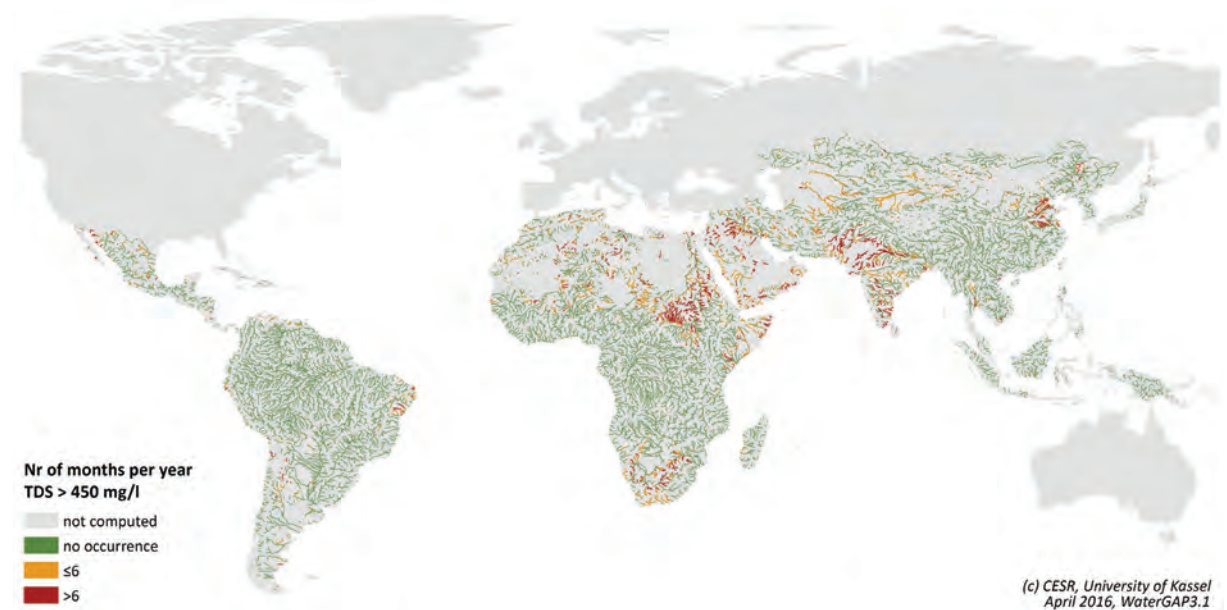 Nr of months per year
TDS > 450 mg/l
not computed
no occurrence
≤6
>6
(c) CESR, University of Kassel
April 2016, WaterGAP3.1